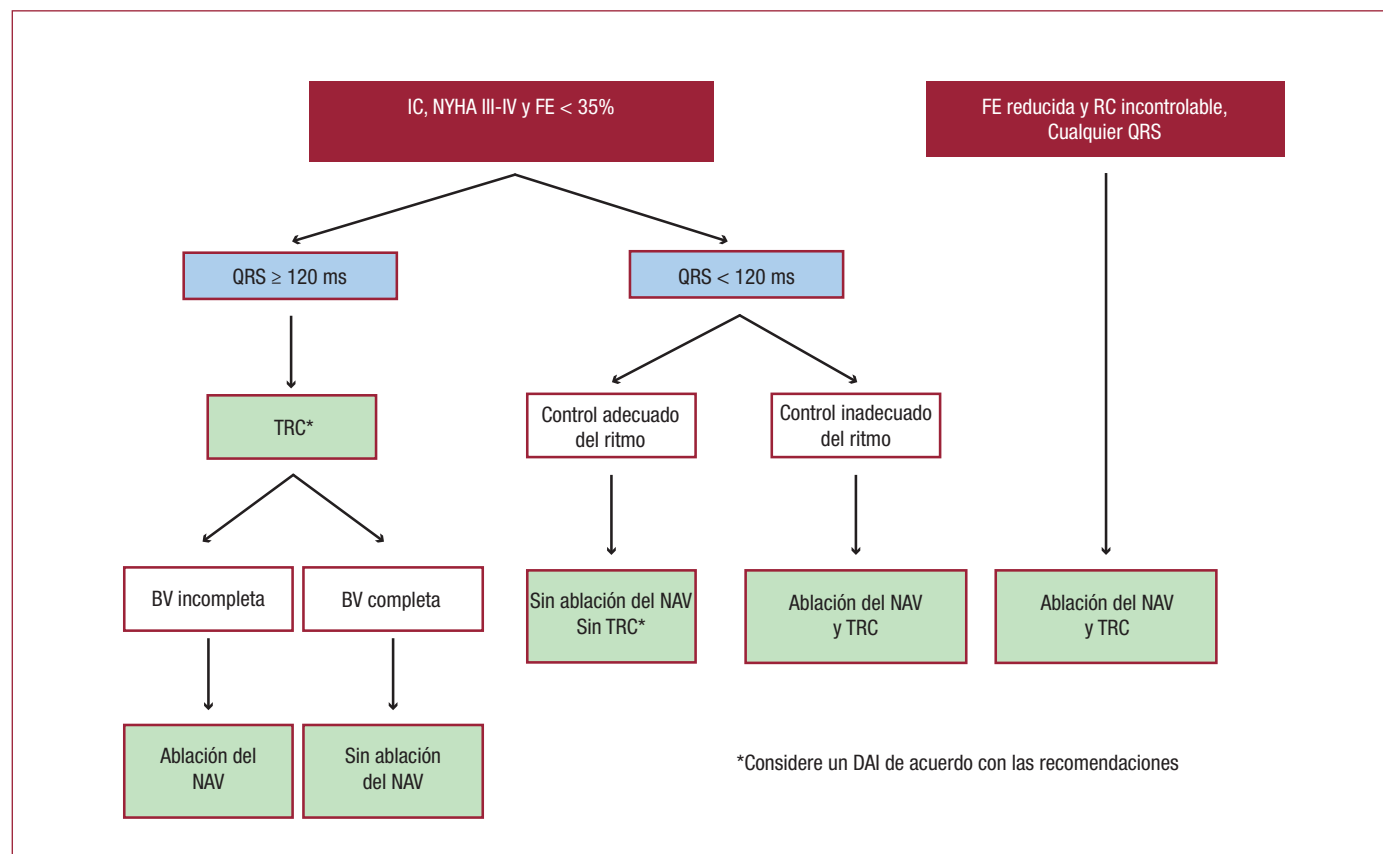 IC, NYHA III-IV y FE < 35%
FE reducida y RC incontrolable,
Cualquier QRS
QRS ≥ 120 ms
QRS < 120 ms
TRC*
Control adecuado
del ritmo
Control inadecuado
del ritmo
BV incompleta
BV completa
Sin ablación del NAV
Sin TRC*
Ablación del NAV
y TRC
Ablación del NAV
y TRC
Ablación del
NAV
Sin ablación
del NAV
*Considere un DAI de acuerdo con las recomendaciones